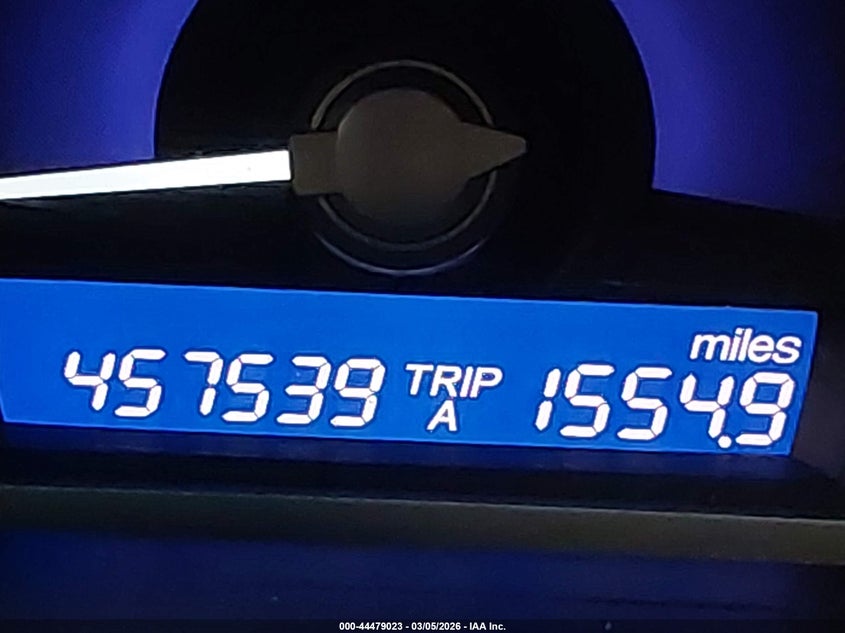 miles
457539 TRIP A 1554.9
000-44479023 - 03/05/2026 - IAA Inc.